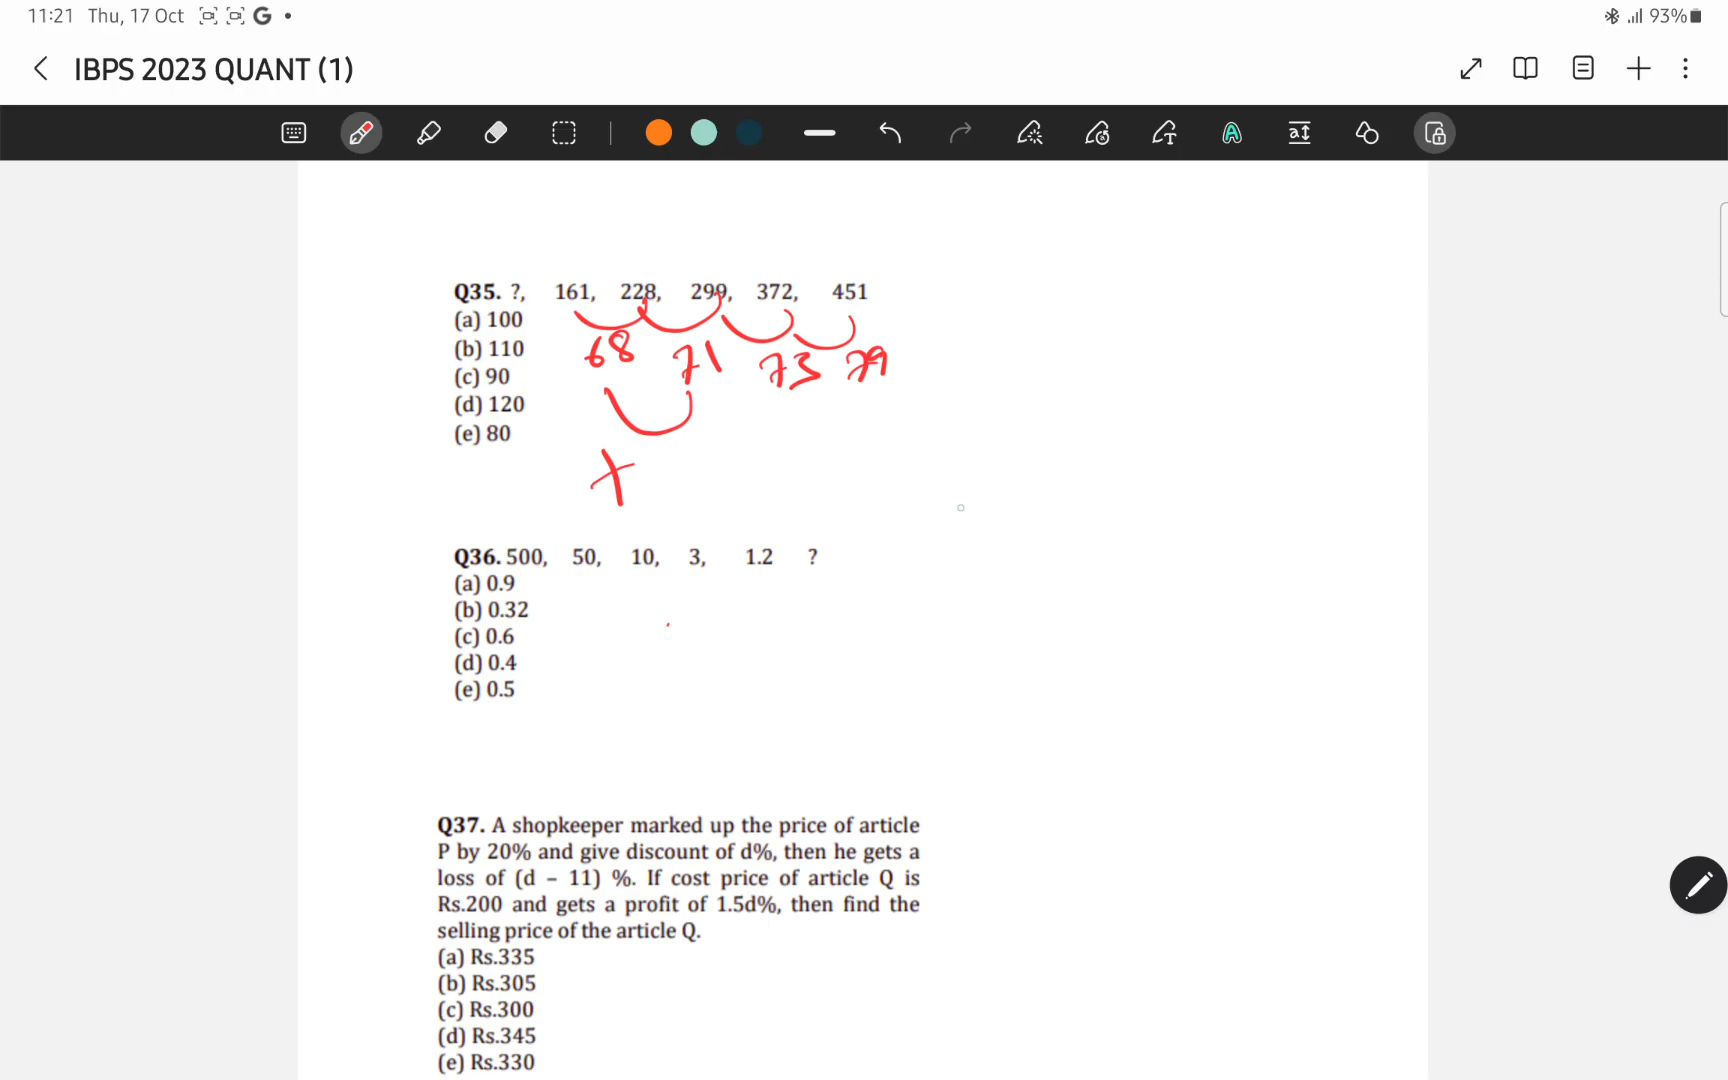 11:21 Thu, 17 Oct
93%
IBPS 2023 QUANT (1)
Q35. ?, 161, 228, 299, 372, 451
(a) 100
(b) 110
(c) 90
(d) 120
(e) 80
68 71 73 79
Q36. 500, 50, 10, 3, 1.2 ?
(a) 0.9
(b) 0.32
(c) 0.6
(d) 0.4
(e) 0.5
Q37. A shopkeeper marked up the price of article
P by 20% and give discount of d%, then he gets a
loss of (d – 11) %. If cost price of article Q is
Rs.200 and gets a profit of 1.5d%, then find the
selling price of the article Q.
(a) Rs.335
(b) Rs.305
(c) Rs.300
(d) Rs.345
(e) Rs.330